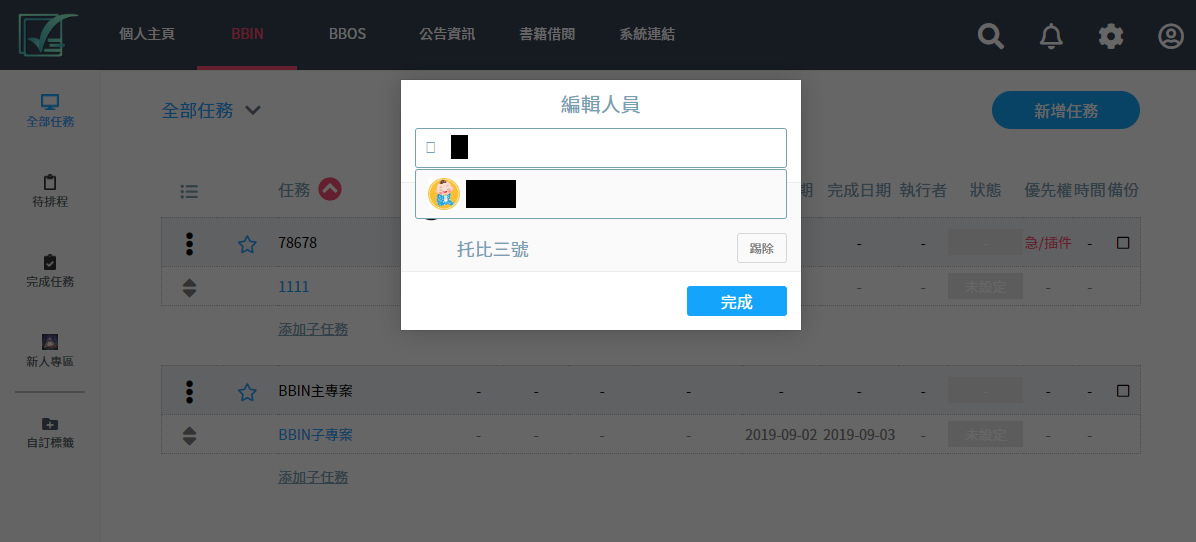 個人主頁 BBIN BBOS 公告資訊 書籍借閱 系統連結
全部任務
待排程
完成任務
新人專區
自訂標籤
全部任務
新增任務
編輯人員
托比三號 踢除
完成
任務 期 完成日期 執行者 狀態 優先權 時間 備份
78678 - - - 急/插件 -
1111 - - 未設定 - -
添加子任務
BBIN主專案 - - - - - - - - - -
BBIN子專案 - - - - 2019-09-02 2019-09-03 - 未設定 - -
添加子任務